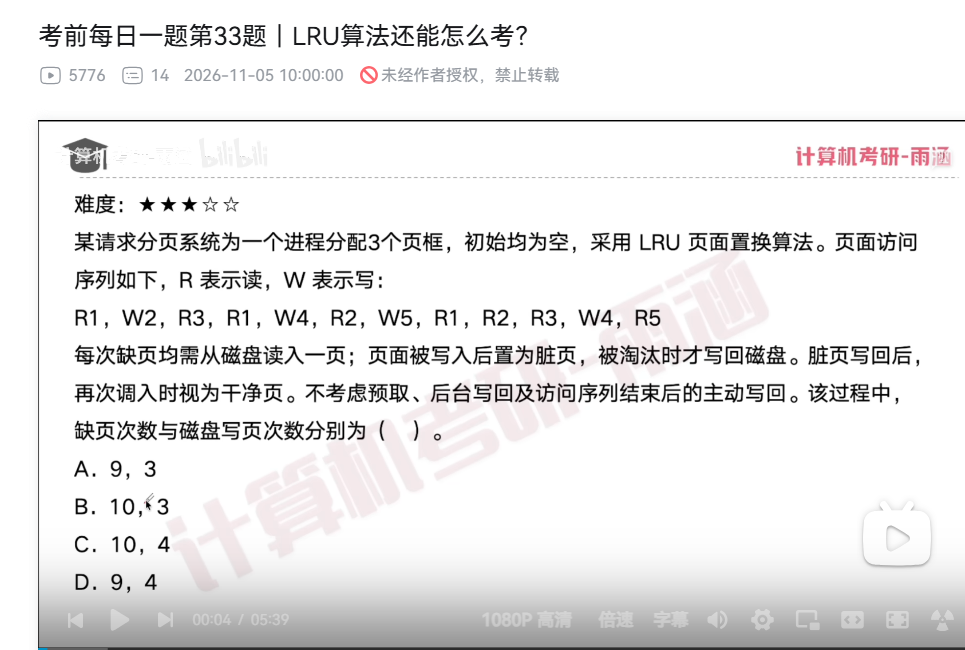 考前每日一题第33题｜LRU算法还能怎么考？
5776 14 2026-11-05 10:00:00 未经作者授权，禁止转载
计算机考研-雨涵
bilibili
难度：★★★☆☆
某请求分页系统为一个进程分配3个页框，初始均为空，采用 LRU 页面置换算法。页面访问
序列如下，R 表示读，W 表示写：
R1，W2，R3，R1，W4，R2，W5，R1，R2，R3，W4，R5
每次缺页均需从磁盘读入一页；页面被写入后置为脏页，被淘汰时才写回磁盘。脏页写回后，
再次调入时视为干净页。不考虑预取、后台写回及访问序列结束后的主动写回。该过程中，
缺页次数与磁盘写页次数分别为（ ）。
A．9，3
B．10，3
C．10，4
D．9，4
计算机考研-雨涵
00:04 / 05:39 1080P 高清 倍速 字幕